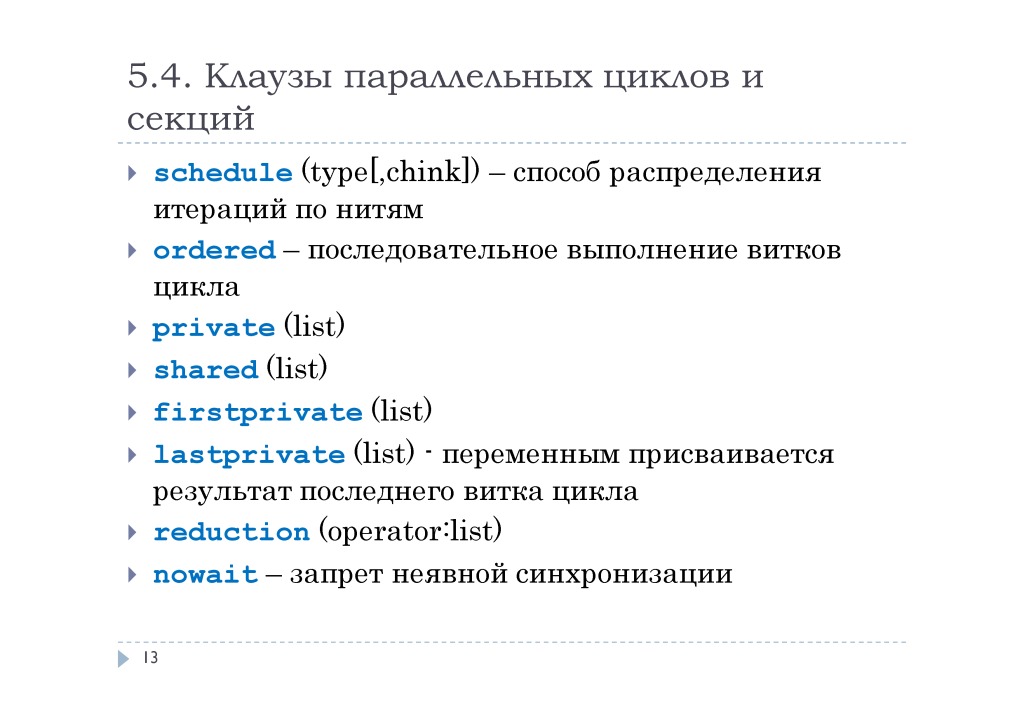 5.4. Клаузы параллельных циклов и
секций
schedule (type[,chink]) – способ распределения
итераций по нитям
ordered – последовательное выполнение витков
цикла
private (list)
shared (list)
firstprivate (list)
lastprivate (list) - переменным присваивается
результат последнего витка цикла
reduction (operator:list)
nowait – запрет неявной синхронизации
13